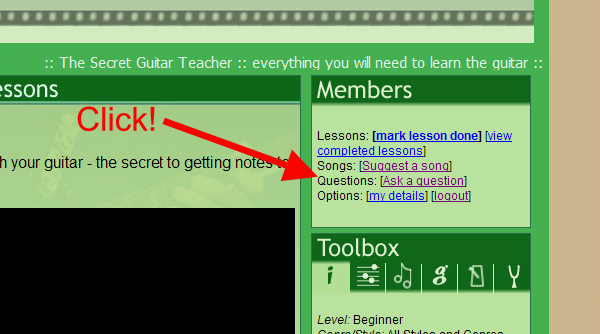 :: The Secret Guitar Teacher :: everything you will need to learn the guitar ::
essons
Members
Click!
Lessons: [mark lesson done] [view
completed lessons]
h your guitar - the secret to getting notes to
Songs: [Suggest a song]
Questions: [Ask a question]
Options: [my details] [logout]
Toolbox
Level: Beginner
Genre/Style: All Styles and Genres